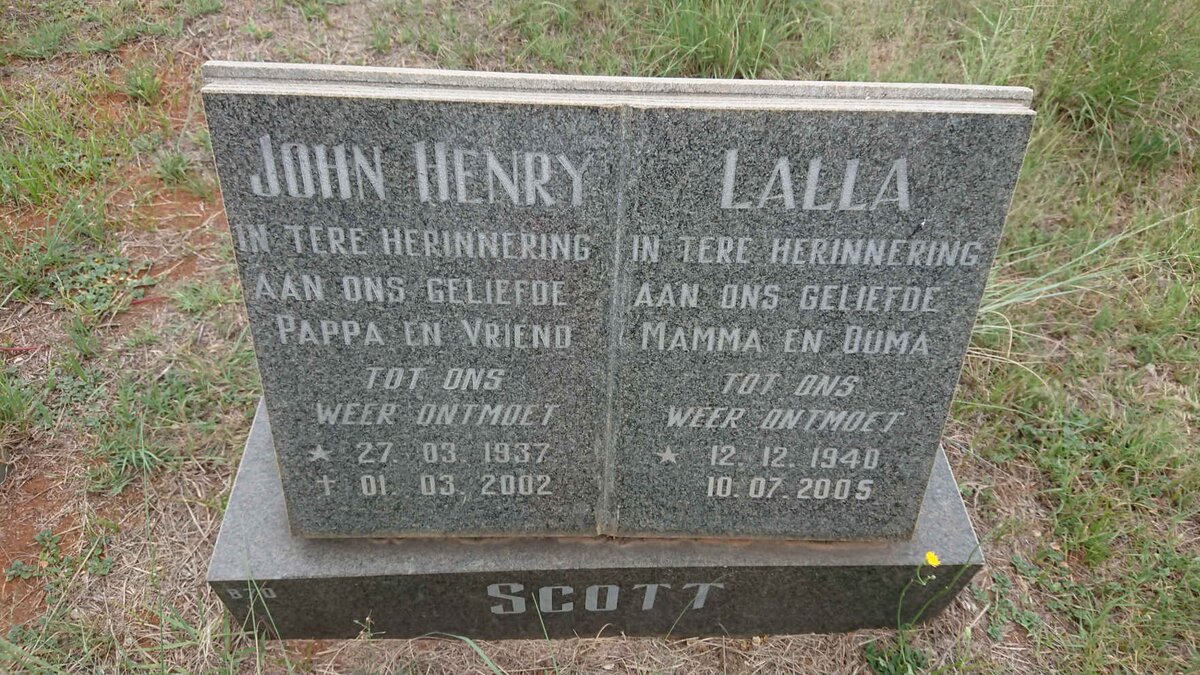 JOHN HENRY
IN TERE HERINNERING
AAN ONS GELIEFDE
PAPPA EN VRIEND
TOT ONS
WEER ONTMOET
★ 27. 03. 1937
† 01. 03. 2002
LALLA
IN TERE HERINNERING
AAN ONS GELIEFDE
MAMMA EN OUMA
TOT ONS
WEER ONTMOET
★ 12. 12. 1940
10. 07. 2005
SCOTT